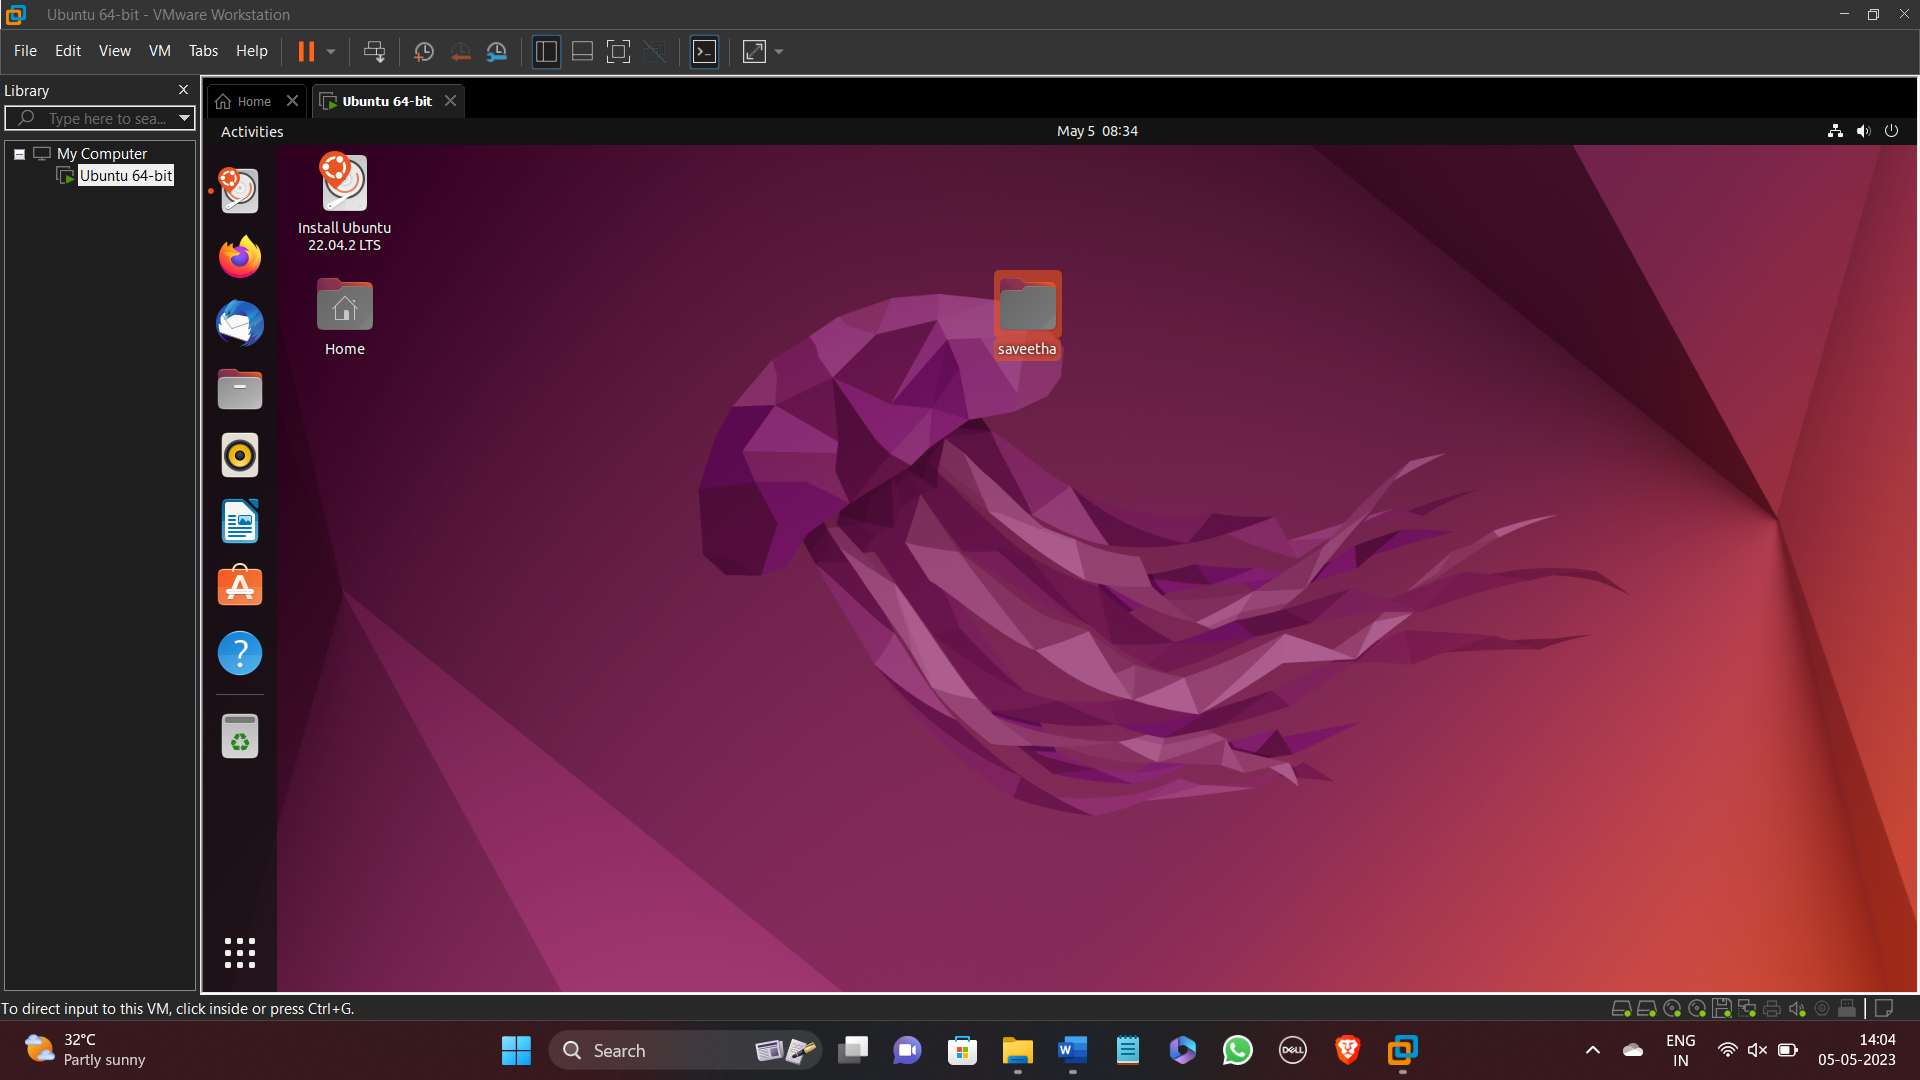 Ubuntu 64-bit - VMware Workstation
File Edit View VM Tabs Help
Library
Type here to sea...
My Computer
Ubuntu 64-bit
Home
Ubuntu 64-bit
Activities
May 5 08:34
Install Ubuntu
22.04.2 LTS
Home
saveetha
To direct input to this VM, click inside or press Ctrl+G.
32°C
Partly sunny
Search
W
DELL
ENG
IN
14:04
05-05-2023